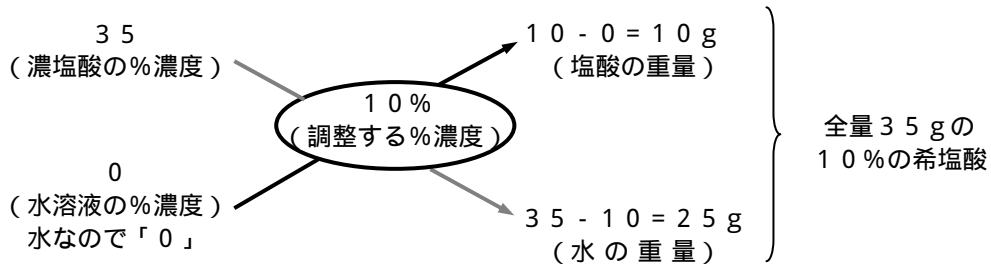 ３５
（濃塩酸の％濃度）
０
（水溶液の％濃度）
水なので「０」
１０％
（調整する％濃度）
１０-０＝１０ｇ
（塩酸の重量）
３５-１０＝２５ｇ
（水の重量）
全量３５ｇの
１０％の希塩酸